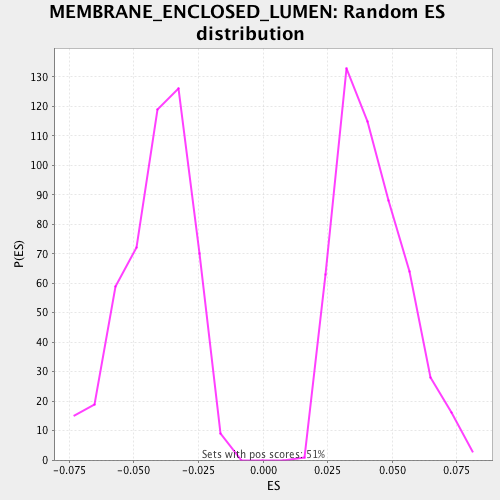 MEMBRANE_ENCLOSED_LUMEN: Random ES
distribution
130
120
110
100
90
80
70
60
50
40
30
20
10
0
P(ES)
Sets with pos scores: 51%
-0.075 -0.050 -0.025 0.000 0.025 0.050 0.075
ES